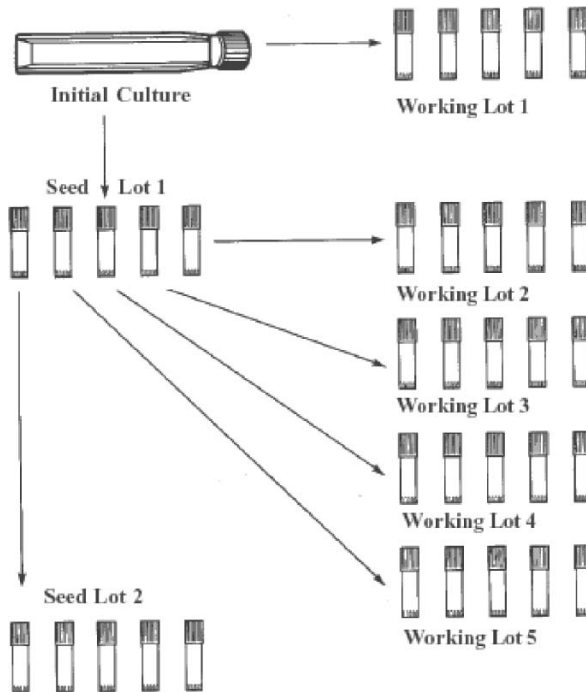 Initial Culture
Working Lot 1
Seed Lot 1
Working Lot 2
Working Lot 3
Working Lot 4
Working Lot 5
Seed Lot 2